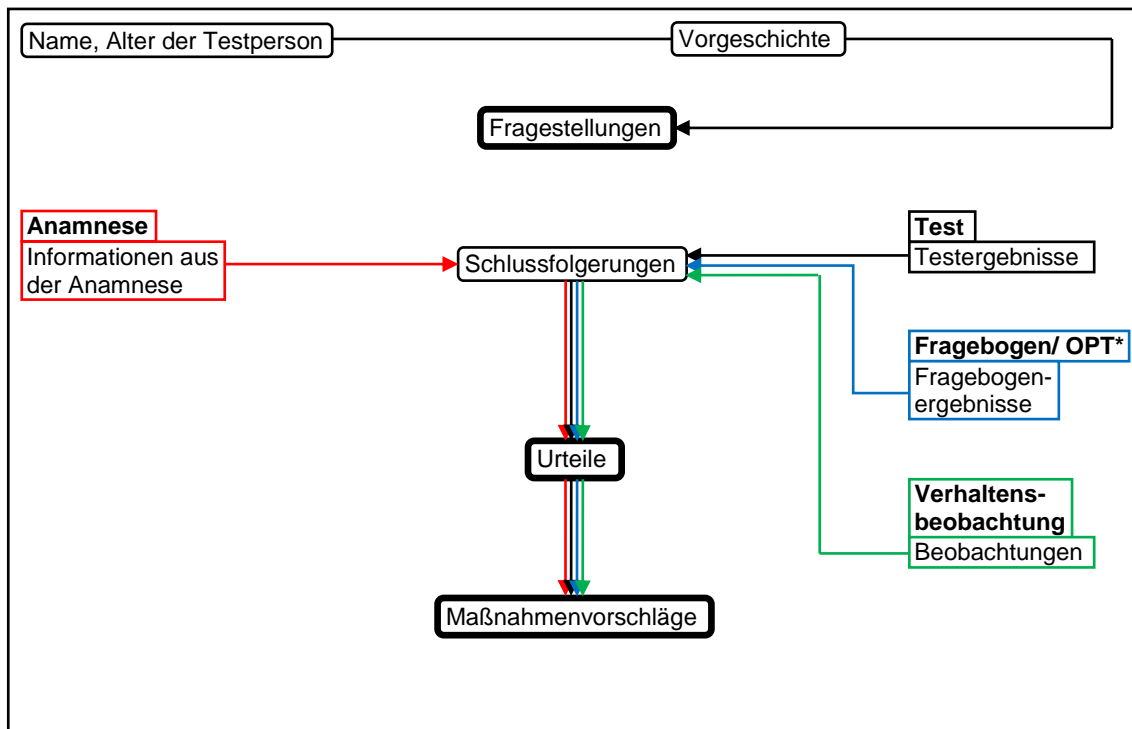 Name, Alter der Testperson
Vorgeschichte
Fragestellungen
Anamnese
Informationen aus
der Anamnese
Schlussfolgerungen
Test
Testergebnisse
Fragebogen/ OPT*
Fragebogen-
ergebnisse
Urteile
Verhaltens-
beobachtung
Beobachtungen
Maßnahmenvorschläge